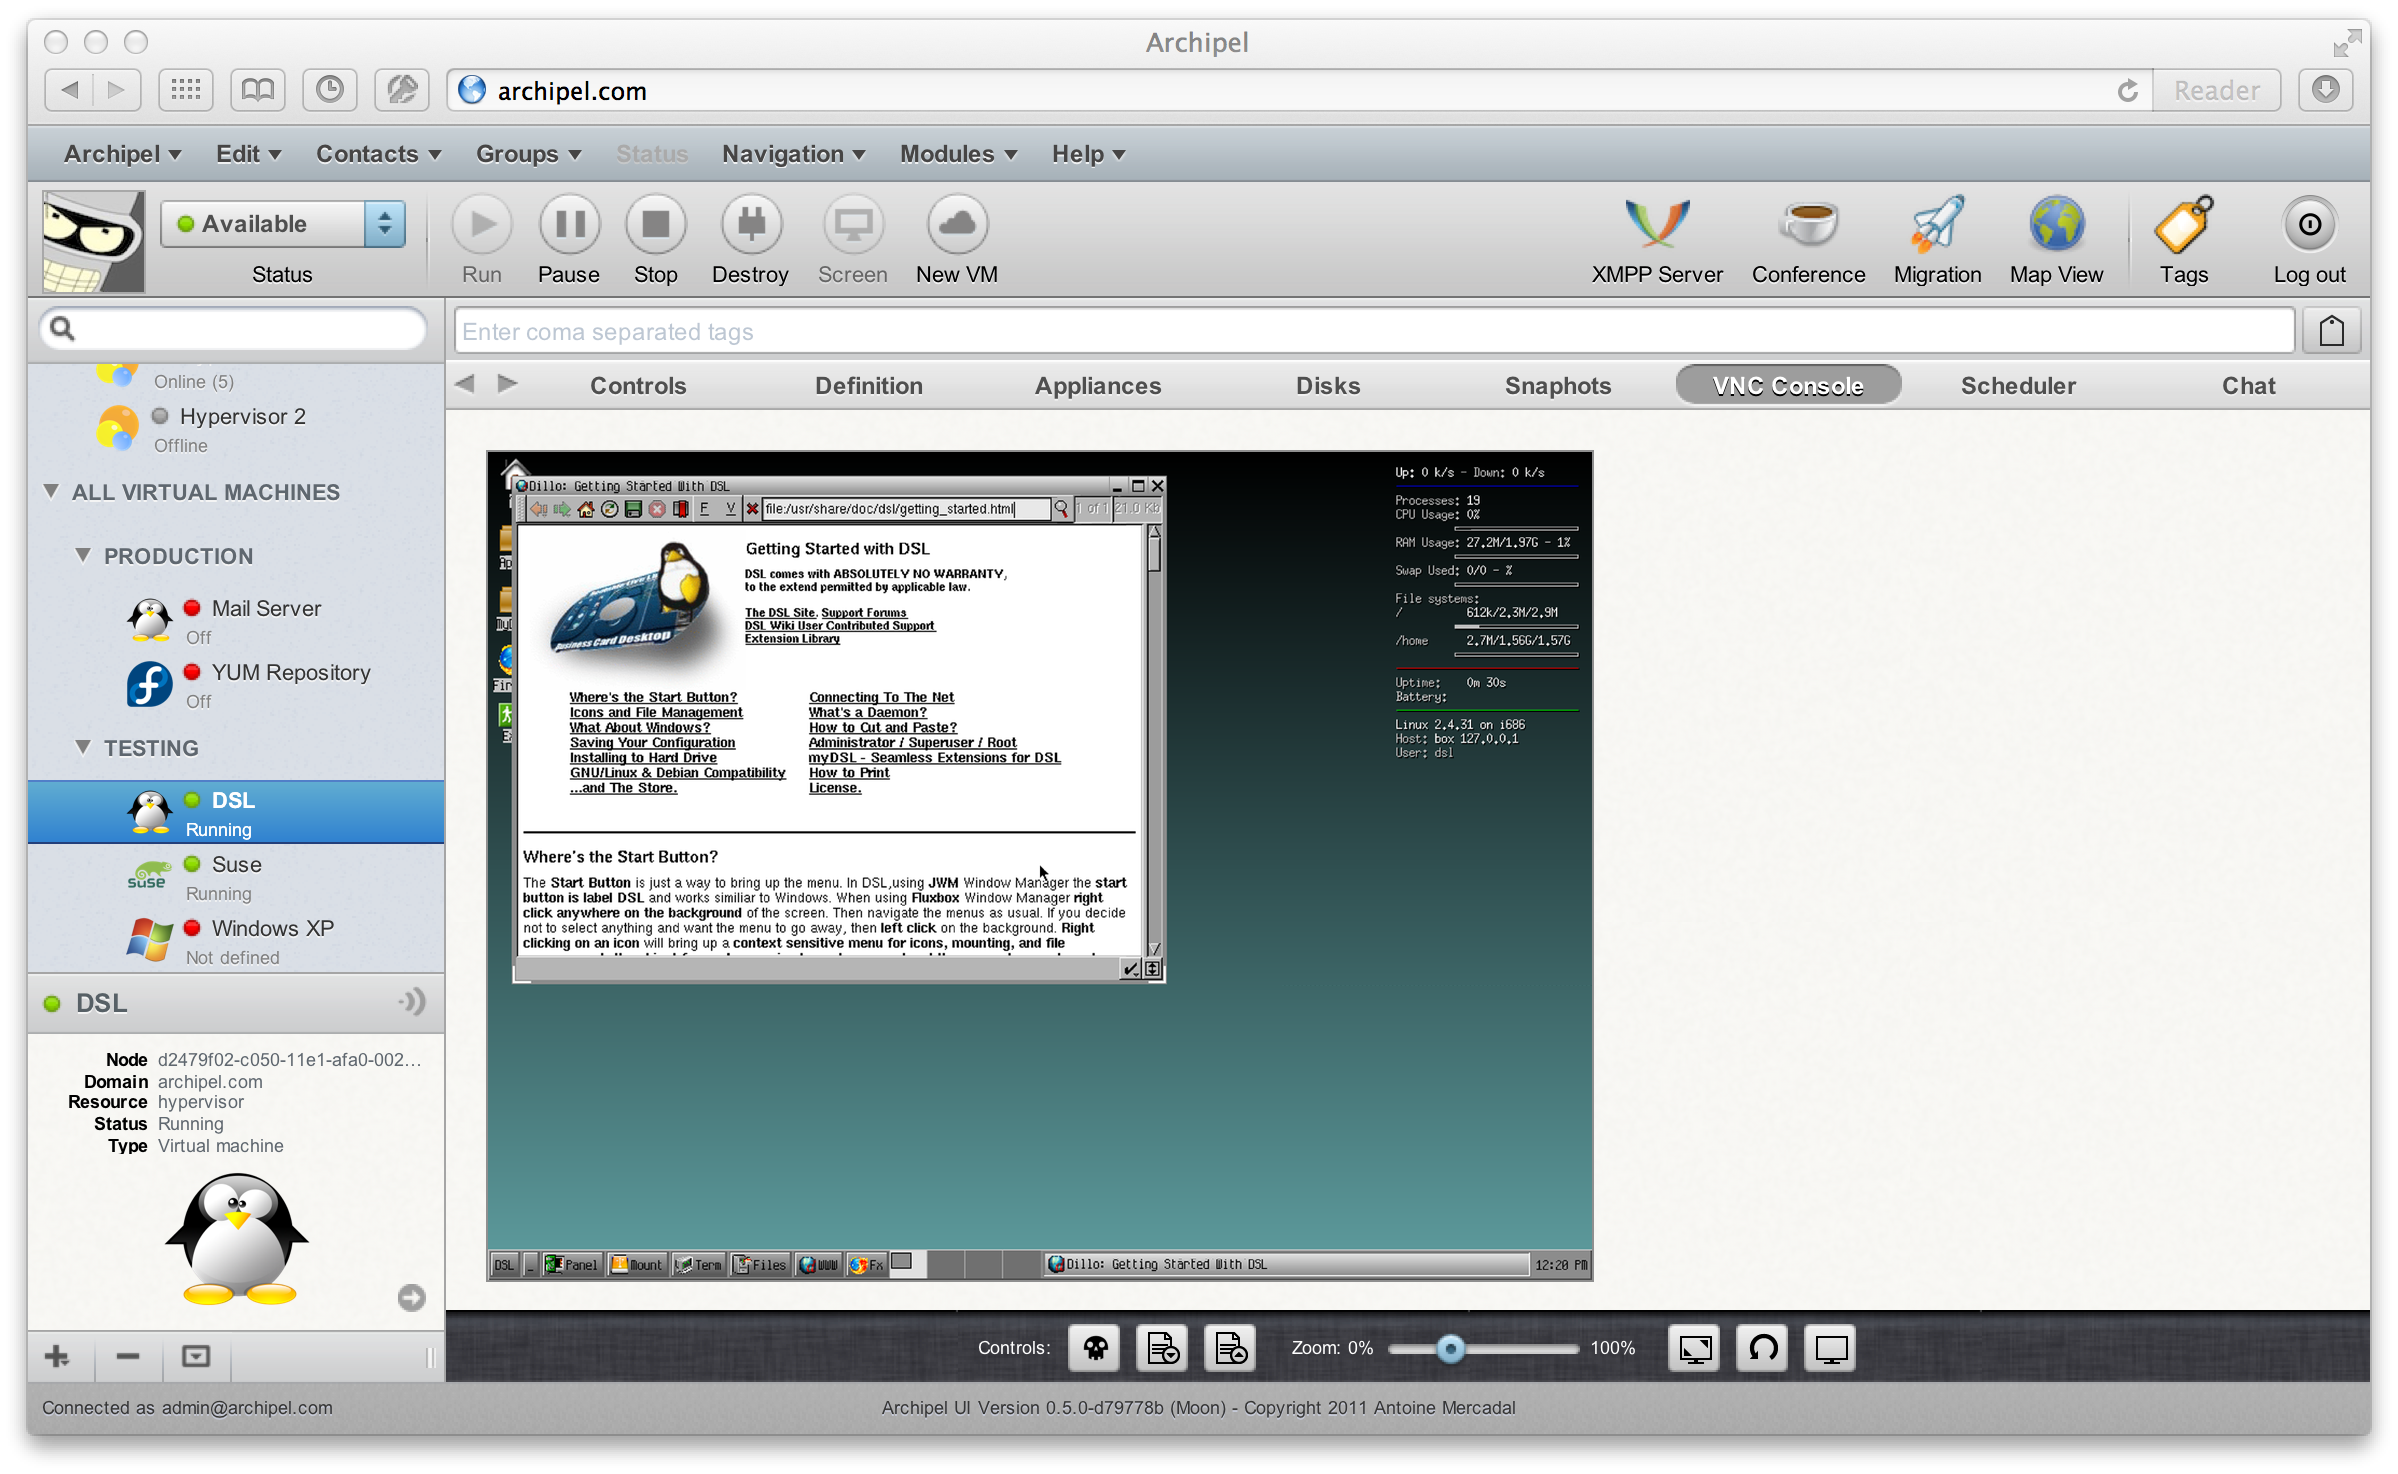 Archipel
archipel.com
Reader
Archipel Edit Contacts Groups Status Navigation Modules Help
Available
Status
Run Pause Stop Destroy Screen New VM
XMPP Server Conference Migration Map View Tags Log out
Enter coma separated tags
Controls Definition Appliances Disks Snaphots VNC Console Scheduler Chat
Online (5)
Hypervisor 2
Offline
ALL VIRTUAL MACHINES
PRODUCTION
Mail Server
Off
YUM Repository
Off
TESTING
DSL
Running
Suse
Running
Windows XP
Not defined
DSL
Node d2479f02-c050-11e1-afa0-002...
Domain archipel.com
Resource hypervisor
Status Running
Type Virtual machine
Dillo: Getting Started With DSL
F V file:/usr/share/doc/dsl/getting_started.html 1 of 1 21.0 Kb
Business Card Desktop
Getting Started with DSL
DSL comes with ABSOLUTELY NO WARRANTY,
to the extend permitted by applicable law.
The DSL Site, Support Forums
DSL Wiki User Contributed Support
Extension Library
Where's the Start Button? Connecting To The Net
Icons and File Management What's a Daemon?
What About Windows? How to Cut and Paste?
Saving Your Configuration Administrator / Superuser / Root
Installing to Hard Drive myDSL - Seamless Extensions for DSL
GNU/Linux & Debian Compatibility How to Print
...and The Store. License.
Where's the Start Button?
The Start Button is just a way to bring up the menu. In DSL,using JWM Window Manager the start
button is label DSL and works similiar to Windows. When using Fluxbox Window Manager right
click anywhere on the background of the screen. Then navigate the menus as usual. If you decide
not to select anything and want the menu to go away, then left click on the background. Right
clicking on an icon will bring up a context sensitive menu for icons, mounting, and file
Up: 0 k/s - Down: 0 k/s
Processes: 19
CPU Usage: 0%
RAM Usage: 27.2M/1.97G - 1%
Swap Used: 0/0 - %
File systems:
/ 612k/2.3M/2.9M
/home 2.7M/1.56G/1.57G
Uptime: 0m 30s
Battery:
Linux 2.4.31 on i686
Host: box 127.0.0.1
User: dsl
DSL _ Panel Mount Term Files WWW Fx Dillo: Getting Started With DSL 12:20 PM
Controls: Zoom: 0% 100%
Connected as admin@archipel.com
Archipel UI Version 0.5.0-d79778b (Moon) - Copyright 2011 Antoine Mercadal